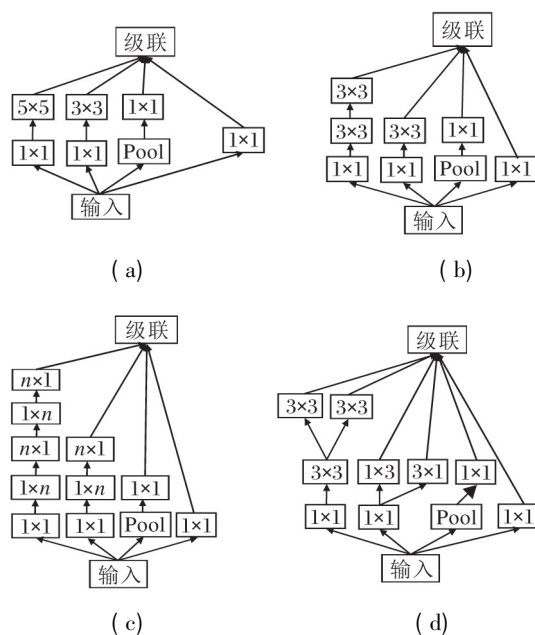 级联
5×5 3×3 1×1
1×1
1×1 1×1 Pool
输入
(a)
级联
3×3
3×3 3×3 1×1
1×1 1×1 Pool 1×1
输入
(b)
级联
n×1
1×n
n×1 n×1
1×n 1×n 1×1
1×1 1×1 Pool 1×1
输入
(c)
级联
3×3 3×3
3×3 1×3 3×1 1×1
1×1 1×1 Pool 1×1
输入
(d)